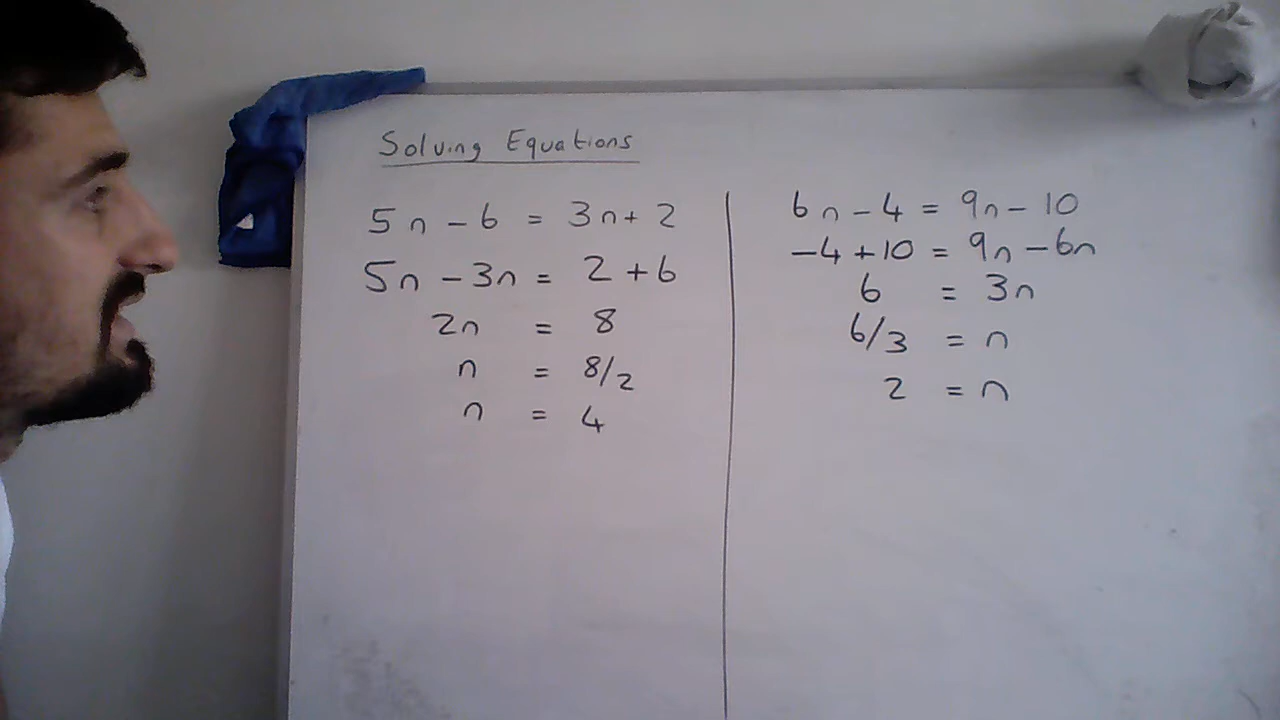 Solving Equations
5n - 6 = 3n + 2
5n - 3n = 2 + 6
2n = 8
n = 8/2
n = 4
6n - 4 = 9n - 10
-4 + 10 = 9n - 6n
6 = 3n
6/3 = n
2 = n